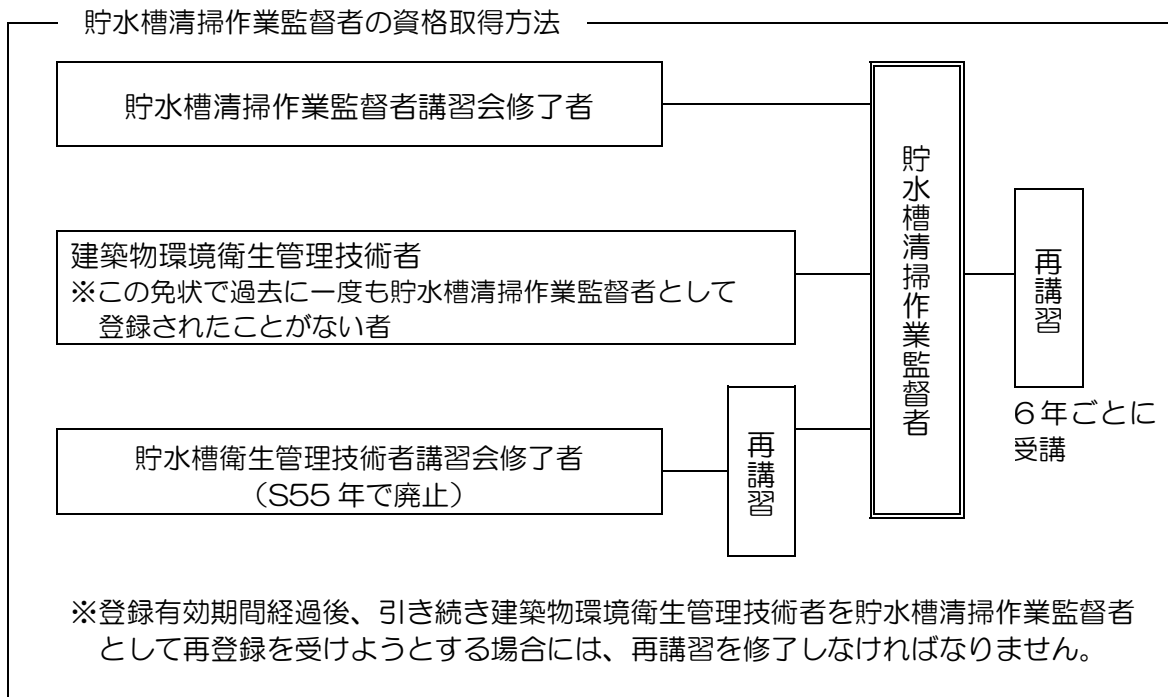 貯水槽清掃作業監督者の資格取得方法
貯水槽清掃作業監督者講習会修了者
建築物環境衛生管理技術者
※この免状で過去に一度も貯水槽清掃作業監督者として
登録されたことがない者
貯水槽衛生管理技術者講習会修了者
（S55年で廃止）
再講習
貯水槽清掃作業監督者
再講習
６年ごとに
受講
※登録有効期間経過後、引き続き建築物環境衛生管理技術者を貯水槽清掃作業監督者
として再登録を受けようとする場合には、再講習を修了しなければなりません。